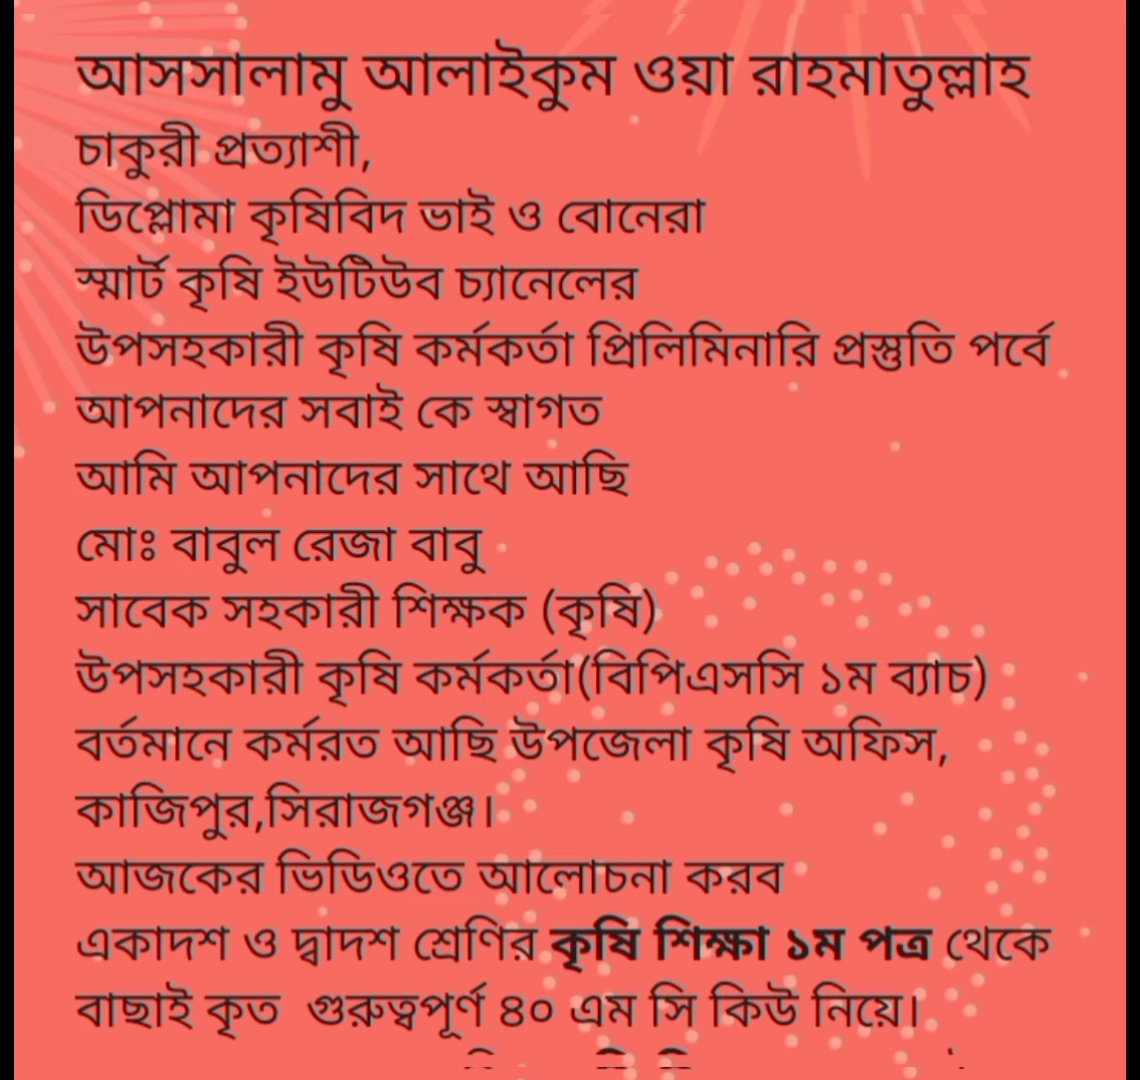 আসসালামু আলাইকুম ওয়া রাহমাতুল্লাহ
চাকুরী প্রত্যাশী,
ডিপ্লোমা কৃষিবিদ ভাই ও বোনেরা
স্মার্ট কৃষি ইউটিউব চ্যানেলের
উপসহকারী কৃষি কর্মকর্তা প্রিলিমিনারি প্রস্তুতি পর্বে
আপনাদের সবাই কে স্বাগত
আমি আপনাদের সাথে আছি
মোঃ বাবুল রেজা বাবু
সাবেক সহকারী শিক্ষক (কৃষি)
উপসহকারী কৃষি কর্মকর্তা(বিপিএসসি ১ম ব্যাচ)
বর্তমানে কর্মরত আছি উপজেলা কৃষি অফিস,
কাজিপুর,সিরাজগঞ্জ।
আজকের ভিডিওতে আলোচনা করব
একাদশ ও দ্বাদশ শ্রেণির কৃষি শিক্ষা ১ম পত্র থেকে
বাছাই কৃত গুরুত্বপূর্ণ ৪০ এম সি কিউ নিয়ে।